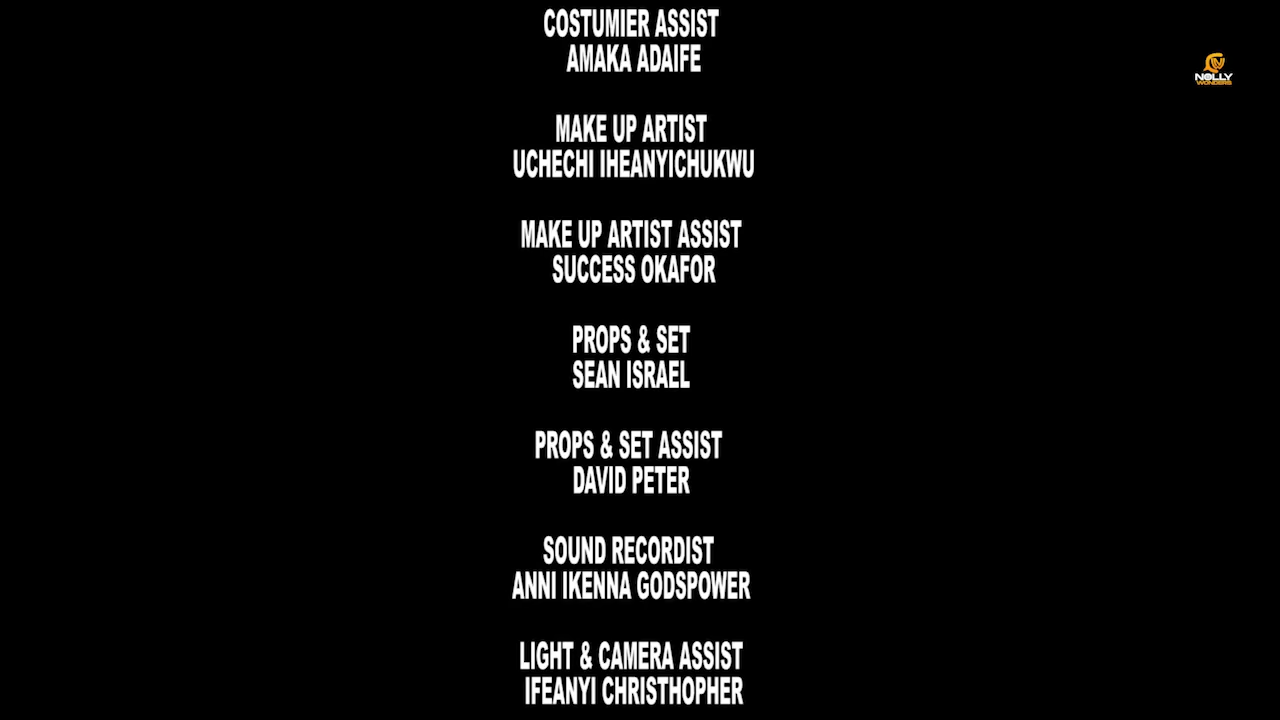 COSTUMIER ASSIST
AMAKA ADAIFE
NOLLY
WONDERS
MAKE UP ARTIST
UCHECHI IHEANYICHUKWU
MAKE UP ARTIST ASSIST
SUCCESS OKAFOR
PROPS & SET
SEAN ISRAEL
PROPS & SET ASSIST
DAVID PETER
SOUND RECORDIST
ANNI IKENNA GODSPOWER
LIGHT & CAMERA ASSIST
IFEANYI CHRISTHOPHER